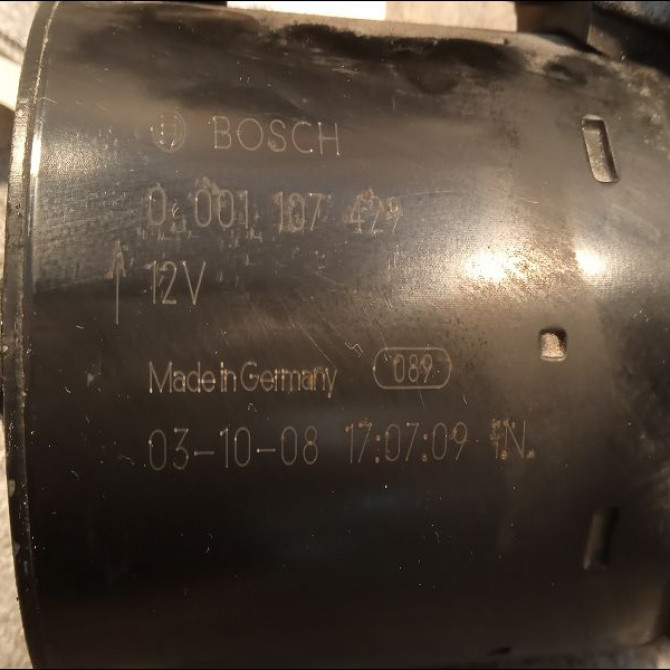 BOSCH
0 001 107 429
12V
Made in Germany 089
03-10-08 17:07:09